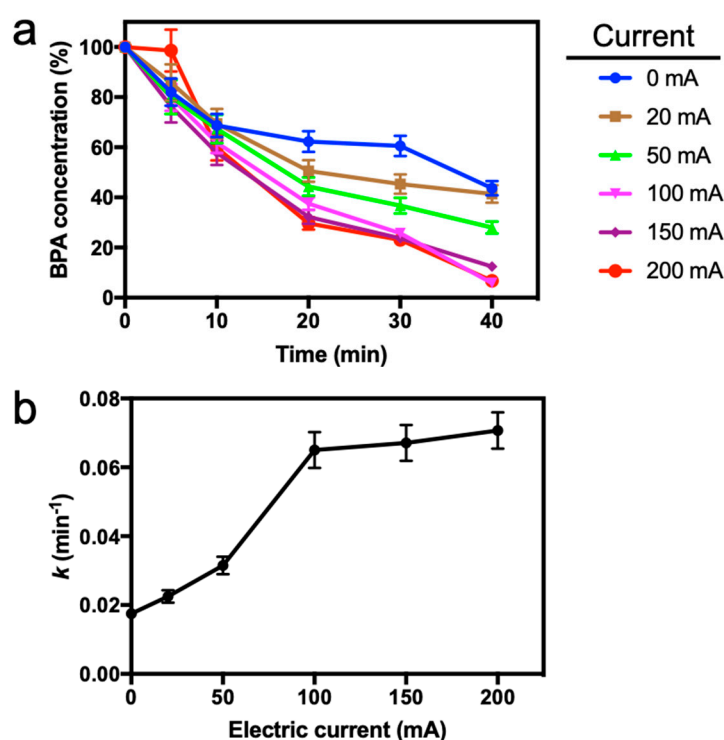 a
BPA concentration (%)
100
80
60
40
20
0
0 10 20 30 40
Time (min)
Current
0 mA
20 mA
50 mA
100 mA
150 mA
200 mA
b
k (min⁻¹)
0.08
0.06
0.04
0.02
0.00
0 50 100 150 200
Electric current (mA)